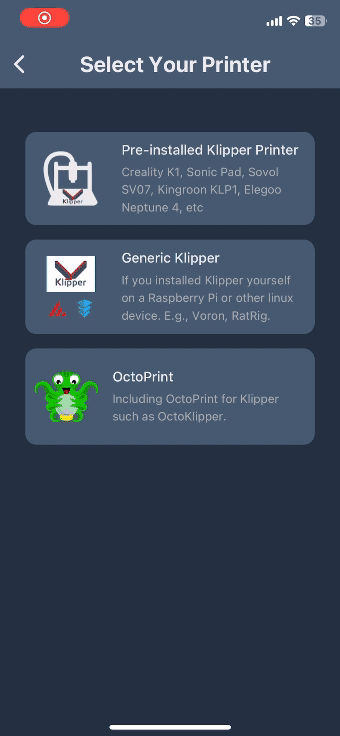 35
Select Your Printer
Pre-installed Klipper Printer
Creality K1, Sonic Pad, Sovol
SV07, Kingroon KLP1, Elegoo
Neptune 4, etc
Klipper
Generic Klipper
If you installed Klipper yourself
on a Raspberry Pi or other linux
device. E.g., Voron, RatRig.
Klipper
OctoPrint
Including OctoPrint for Klipper
such as OctoKlipper.